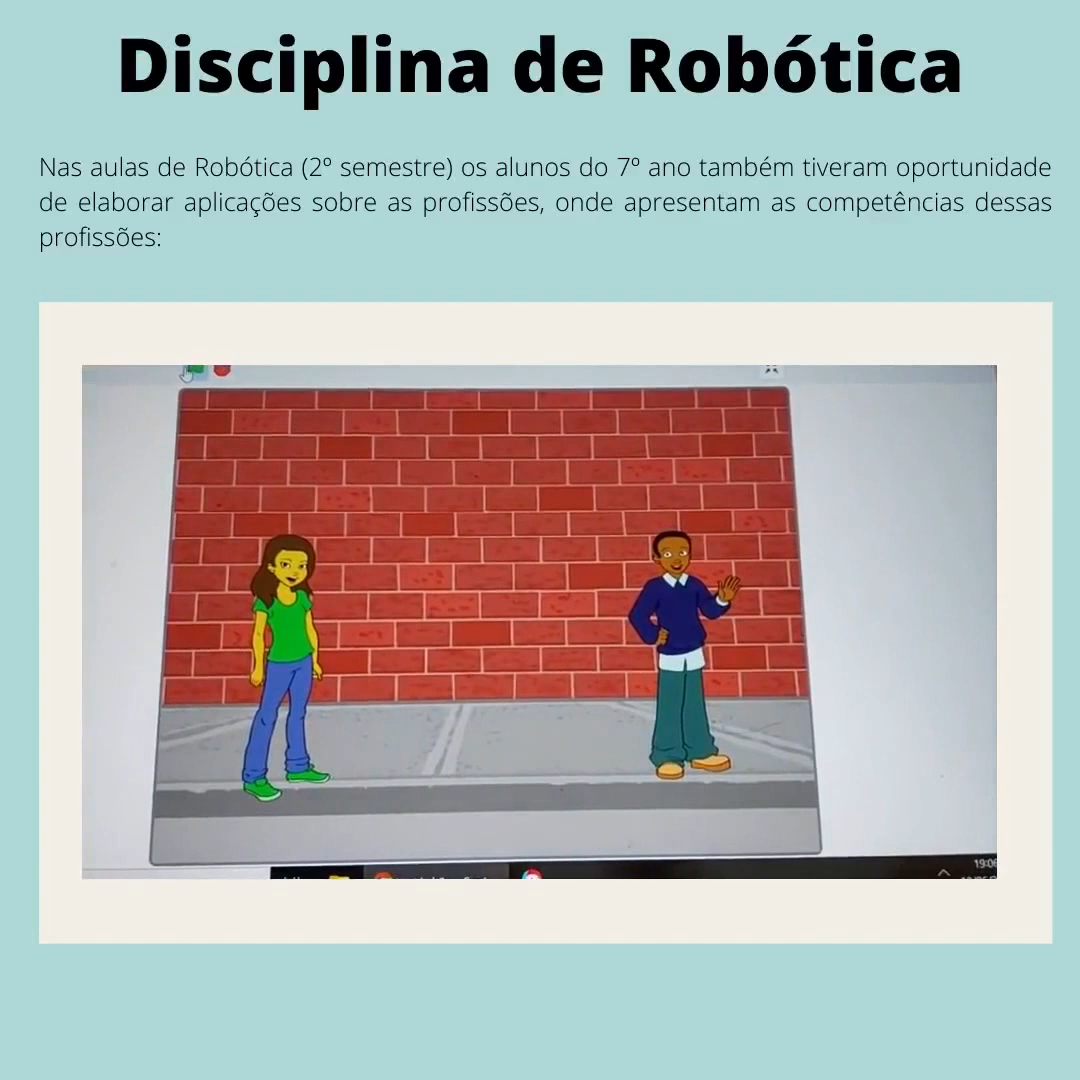 Disciplina de Robótica
Nas aulas de Robótica (2º semestre) os alunos do 7º ano também tiveram oportunidade
de elaborar aplicações sobre as profissões, onde apresentam as competências dessas
profissões: